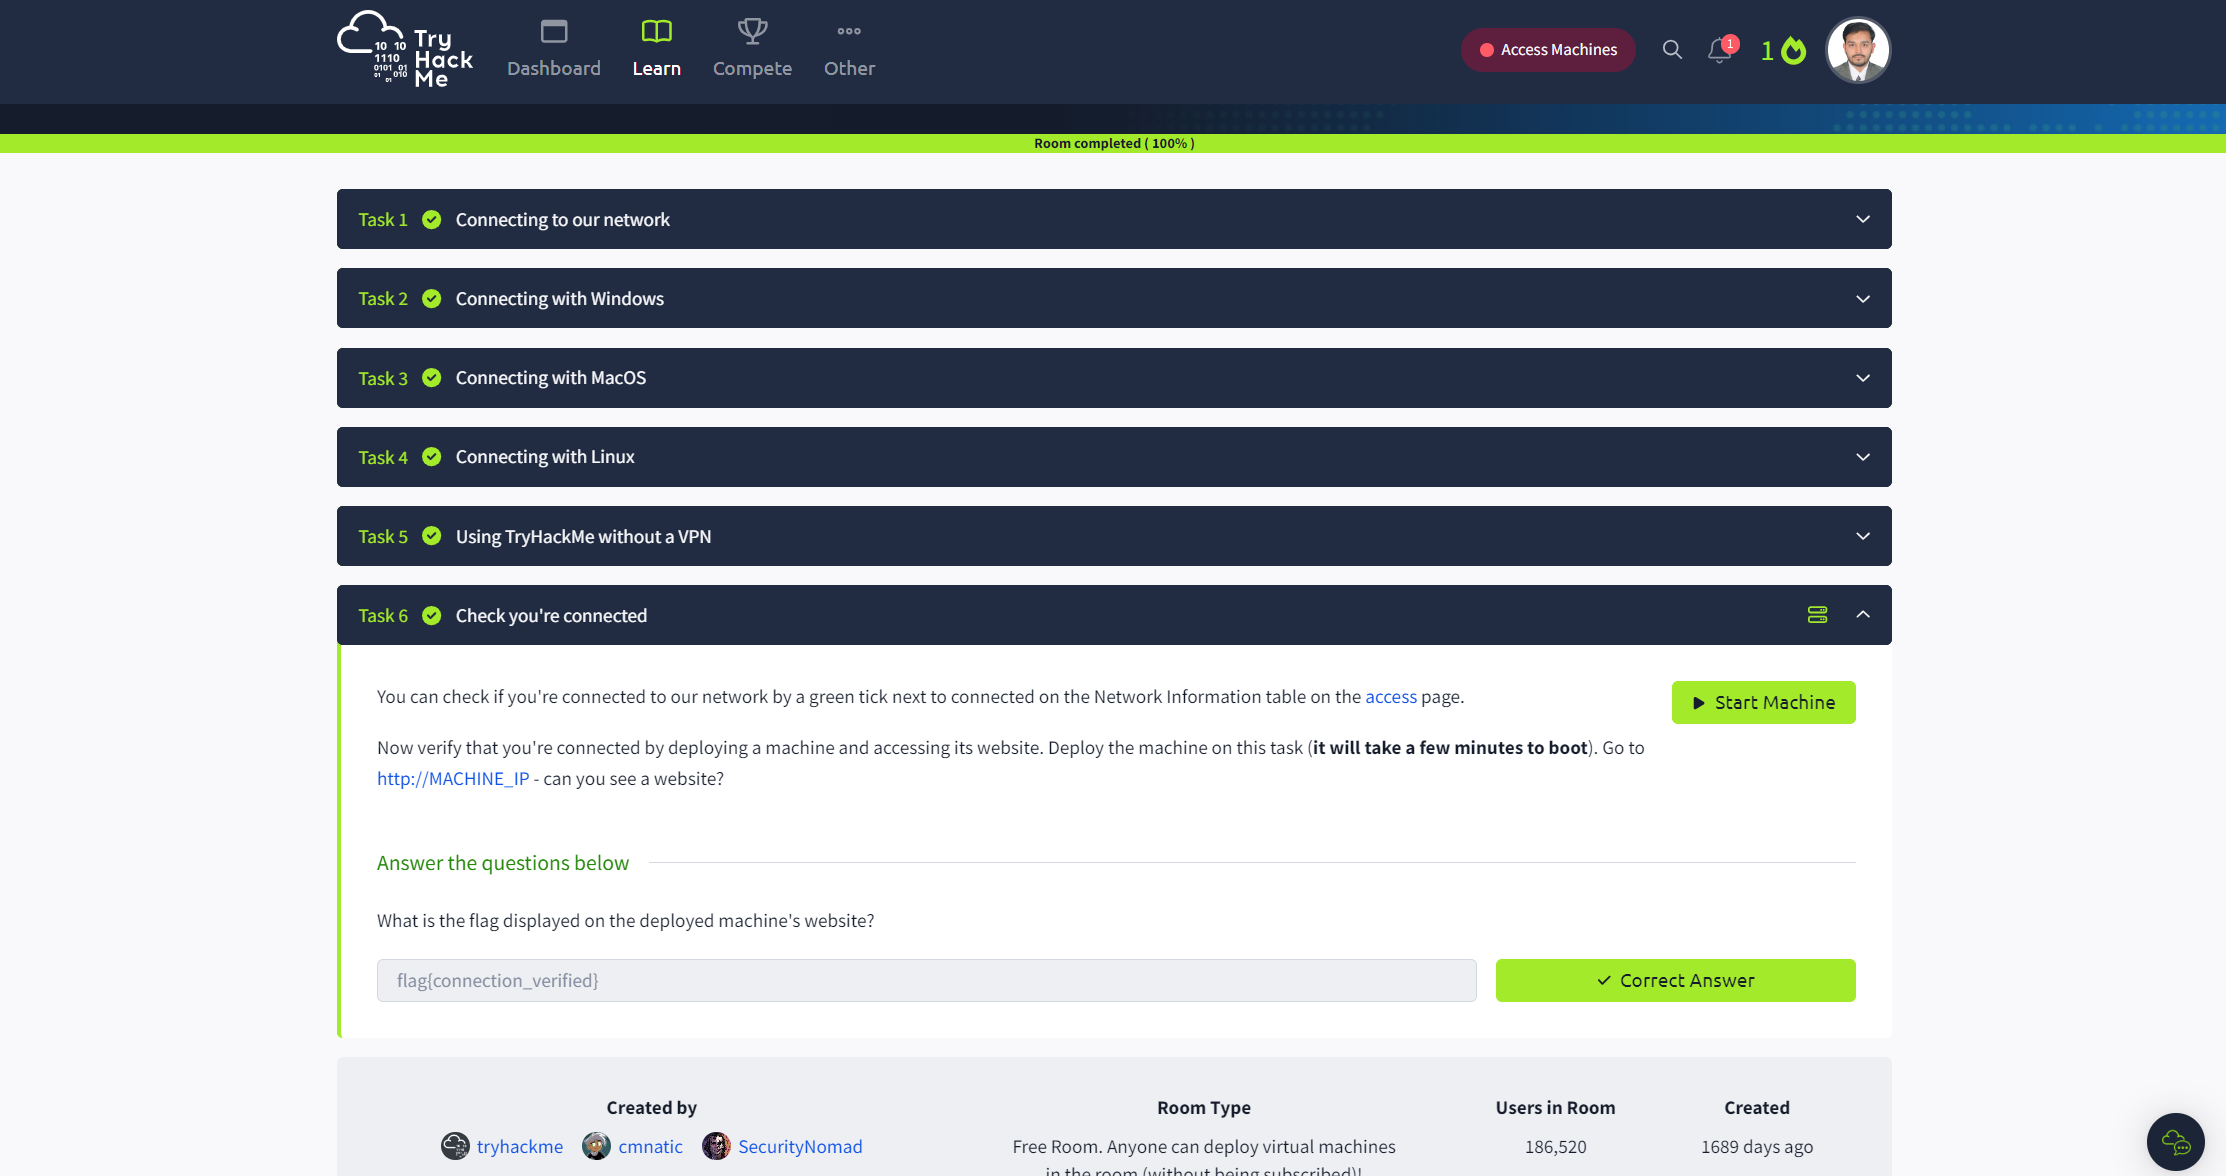 Try
Hack
Me
10 10
1110
0101 01
01 010
01
Dashboard
Learn
Compete
Other
Access Machines
1
1
Room completed ( 100% )
Task 1 Connecting to our network
Task 2 Connecting with Windows
Task 3 Connecting with MacOS
Task 4 Connecting with Linux
Task 5 Using TryHackMe without a VPN
Task 6 Check you're connected
You can check if you're connected to our network by a green tick next to connected on the Network Information table on the access page.
Start Machine
Now verify that you're connected by deploying a machine and accessing its website. Deploy the machine on this task (it will take a few minutes to boot). Go to
http://MACHINE_IP - can you see a website?
Answer the questions below
What is the flag displayed on the deployed machine's website?
flag{connection_verified}
Correct Answer
Created by
tryhackme cmnatic SecurityNomad
Room Type
Free Room. Anyone can deploy virtual machines
in the room (without being subscribed)!
Users in Room
186,520
Created
1689 days ago